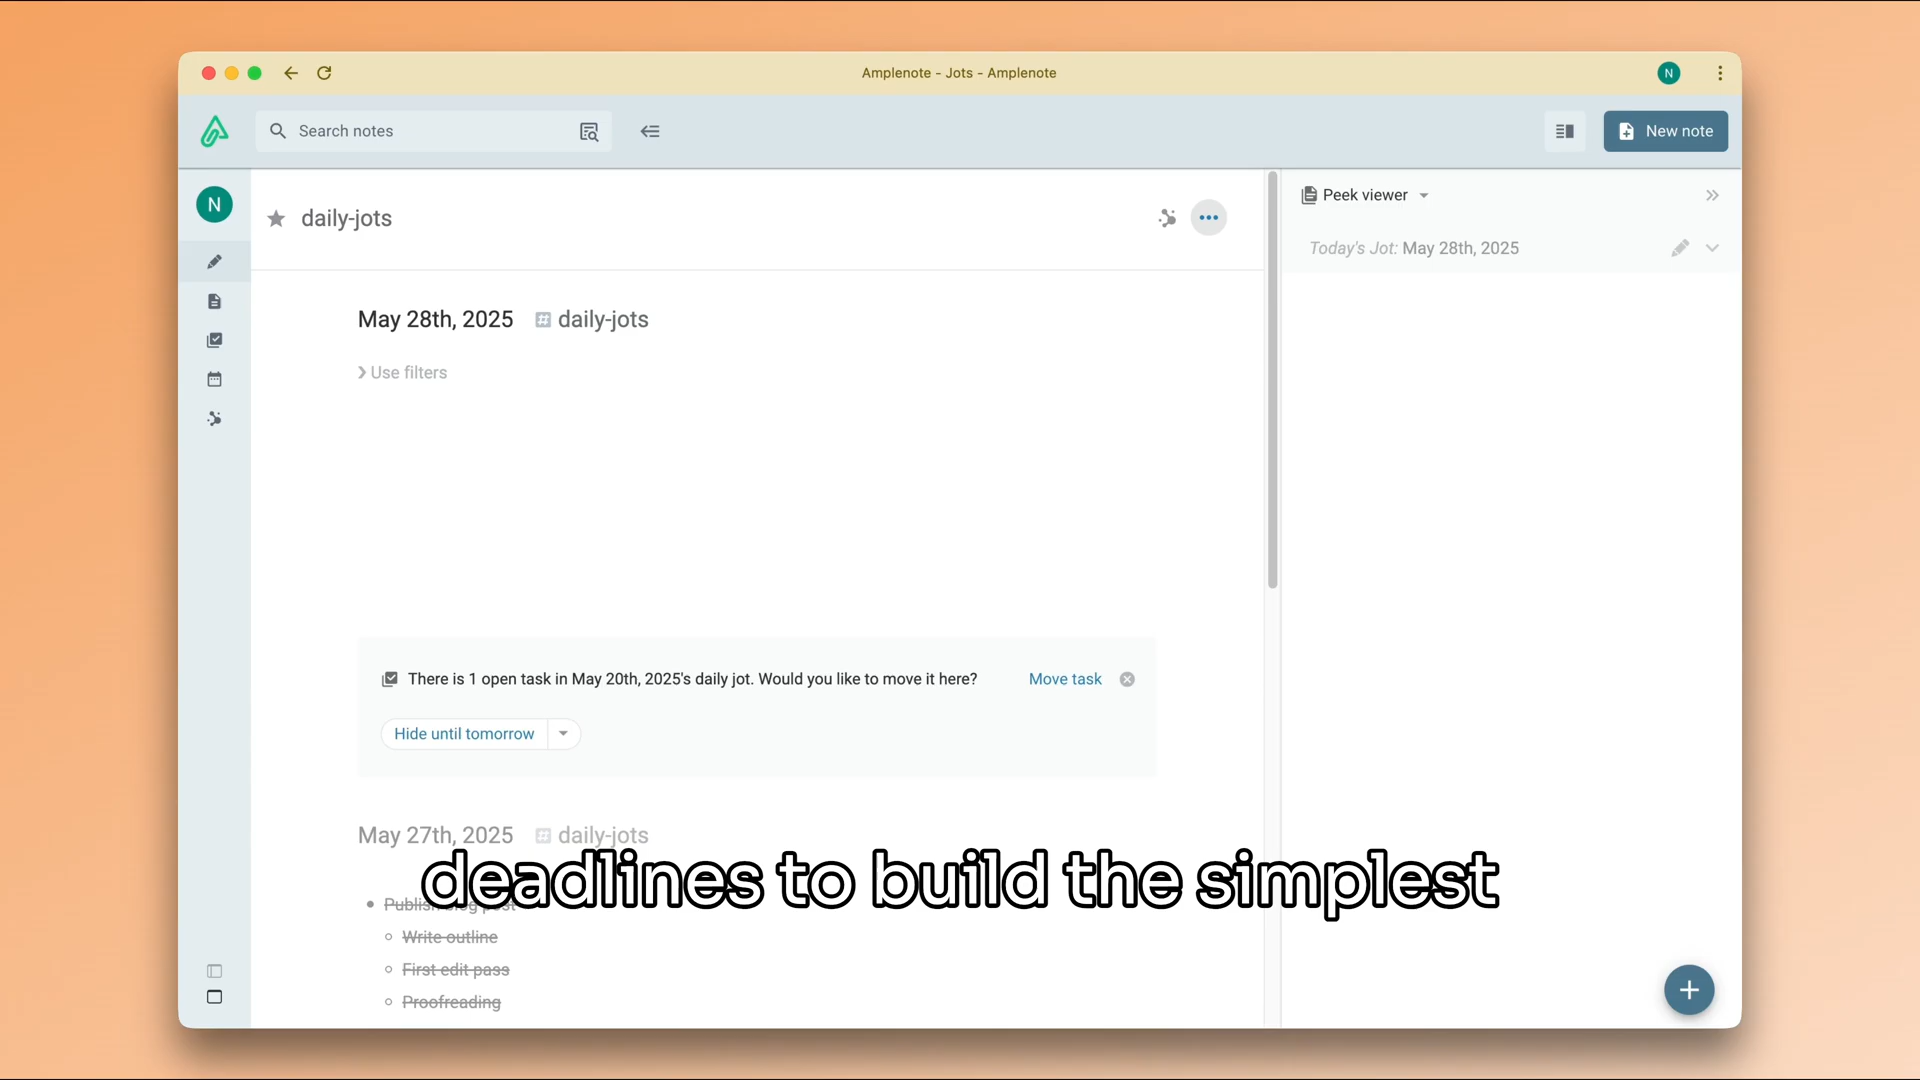 Amplenote - Jots - Amplenote
N
Search notes
New note
N
daily-jots
Peek viewer
Today's Jot: May 28th, 2025
May 28th, 2025 # daily-jots
Use filters
There is 1 open task in May 20th, 2025's daily jot. Would you like to move it here? Move task
Hide until tomorrow
May 27th, 2025 # daily-jots
deadlines to build the simplest
Publish blog post
Write outline
First edit pass
Proofreading